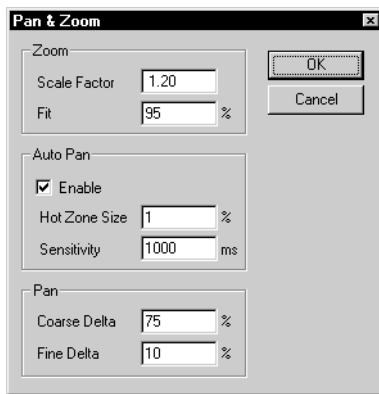 Pan & Zoom
Zoom
Scale Factor 1.20
Fit 95 %
OK
Cancel
Auto Pan
Enable
Hot Zone Size 1 %
Sensitivity 1000 ms
Pan
Coarse Delta 75 %
Fine Delta 10 %